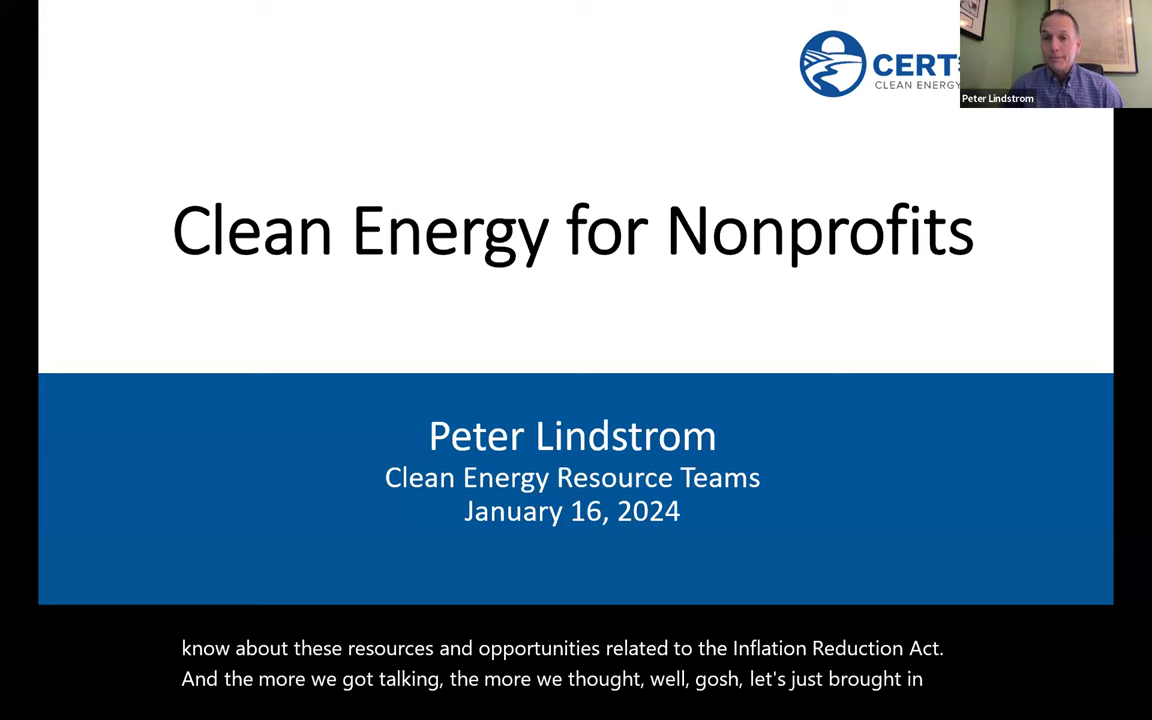 CERT
CLEAN ENERGY
Peter Lindstrom
Clean Energy for Nonprofits
Peter Lindstrom
Clean Energy Resource Teams
January 16, 2024
know about these resources and opportunities related to the Inflation Reduction Act.
And the more we got talking, the more we thought, well, gosh, let's just brought in